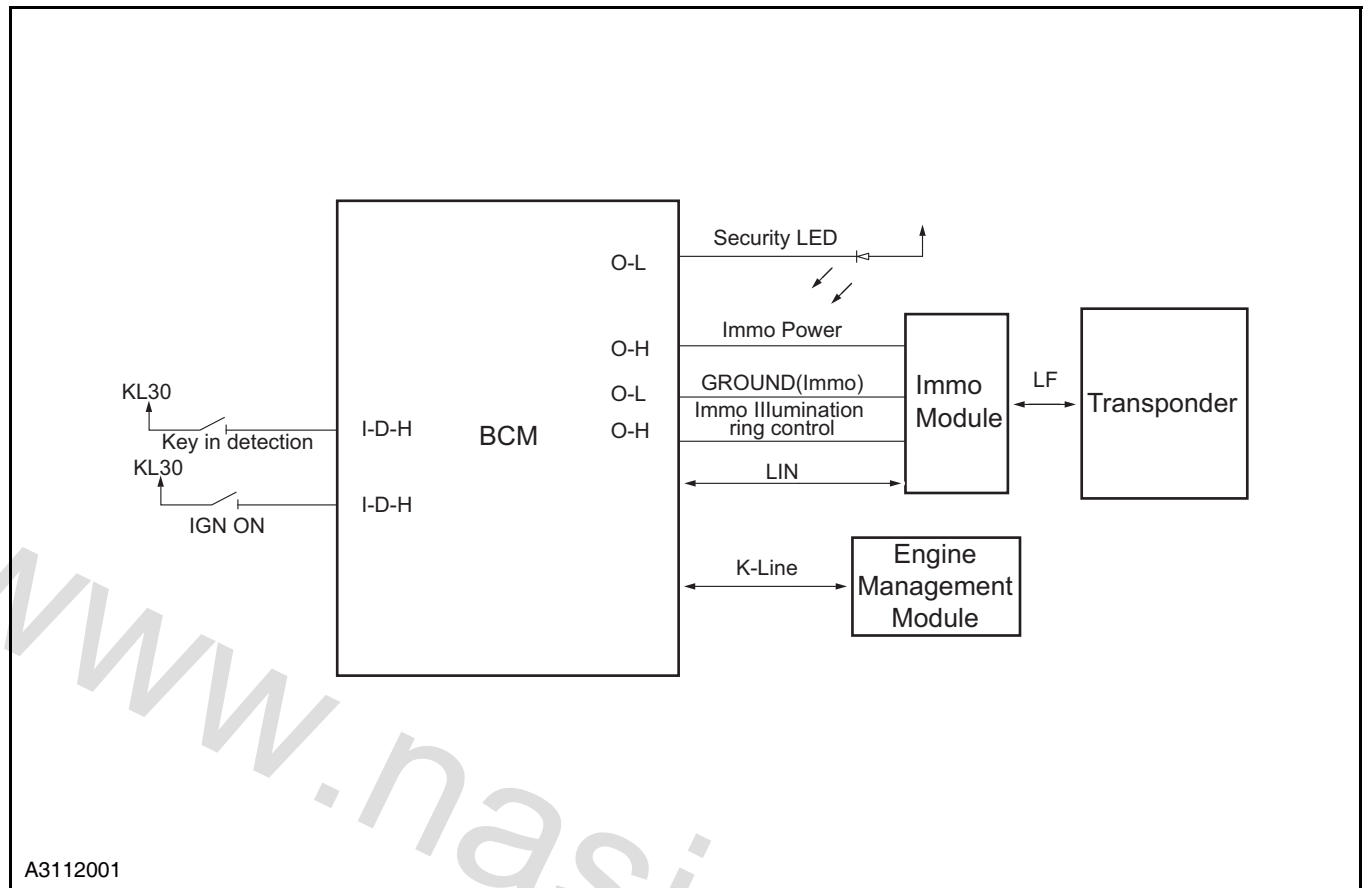 Security LED
O-L
Immo Power
O-H
KL30
Key in detection
I-D-H
BCM
GROUND(Immo)
O-L
Immo Illumination
ring control
O-H
Immo
Module
LF
Transponder
KL30
IGN ON
I-D-H
LIN
K-Line
Engine
Management
Module
www.nasi
A3112001